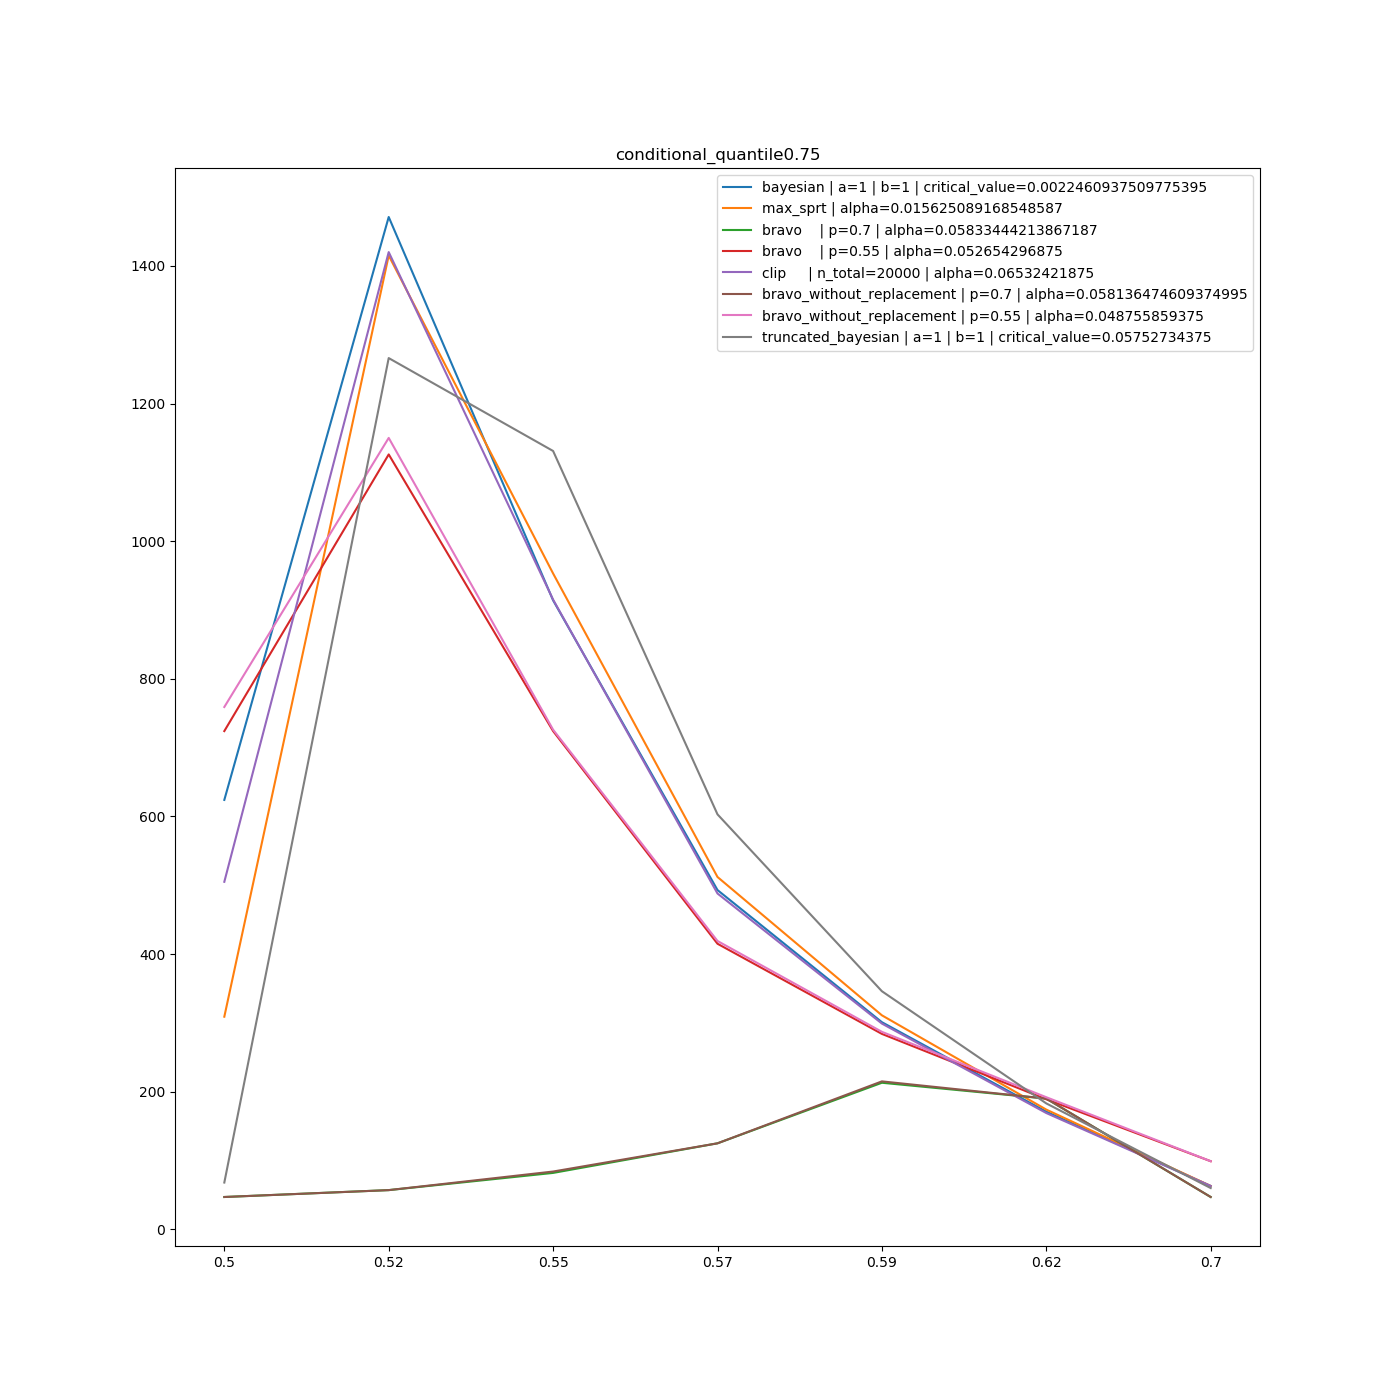 conditional_quantile0.75
bayesian | a=1 | b=1 | critical_value=0.0022460937509775395
max_sprt | alpha=0.015625089168548587
bravo    | p=0.7 | alpha=0.05833444213867187
bravo    | p=0.55 | alpha=0.052654296875
clip     | n_total=20000 | alpha=0.06532421875
bravo_without_replacement | p=0.7 | alpha=0.058136474609374995
bravo_without_replacement | p=0.55 | alpha=0.048755859375
truncated_bayesian | a=1 | b=1 | critical_value=0.05752734375
1400
1200
1000
800
600
400
200
0
0.5 0.52 0.55 0.57 0.59 0.62 0.7